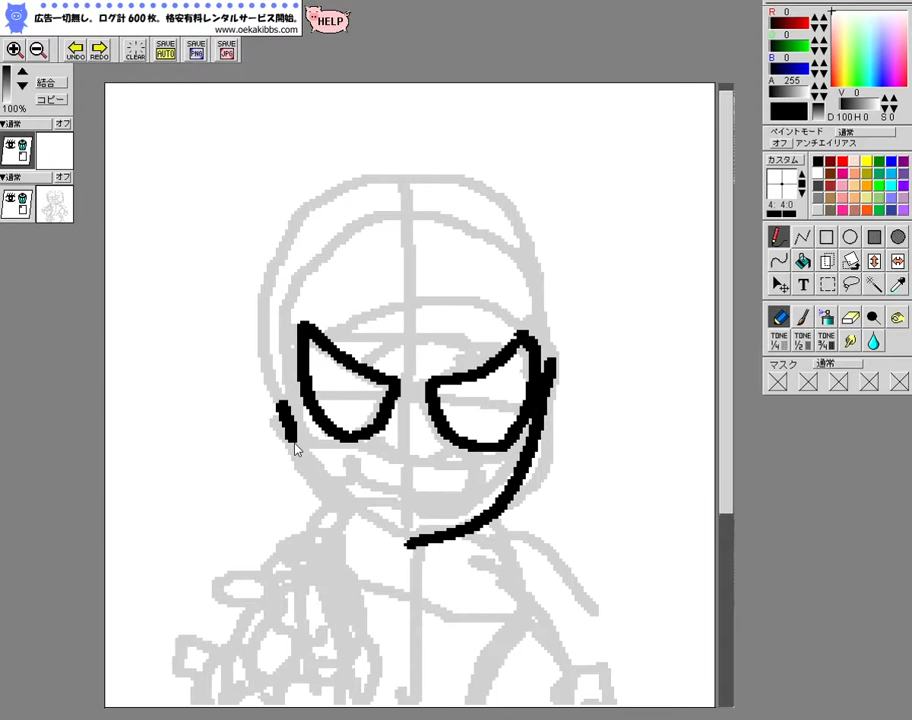 広告一切無し。ログ計600枚。格安有料レンタルサービス開始。
www.oekakibbs.com
HELP
UNDO
REDO
CLEAR
SAVE
AUTO
SAVE
PNG
SAVE
JPG
結合
コピー
100%
▼通常 オフ
▼通常 オフ
R 0
G 0
B 0
A 255
V 0
D 100 H 0 S 0
ペイントモード 通常
オフ アンチエイリアス
カスタム
4: 4:0
T
TONE
1/4
TONE
1/2
TONE
3/4
マスク 通常